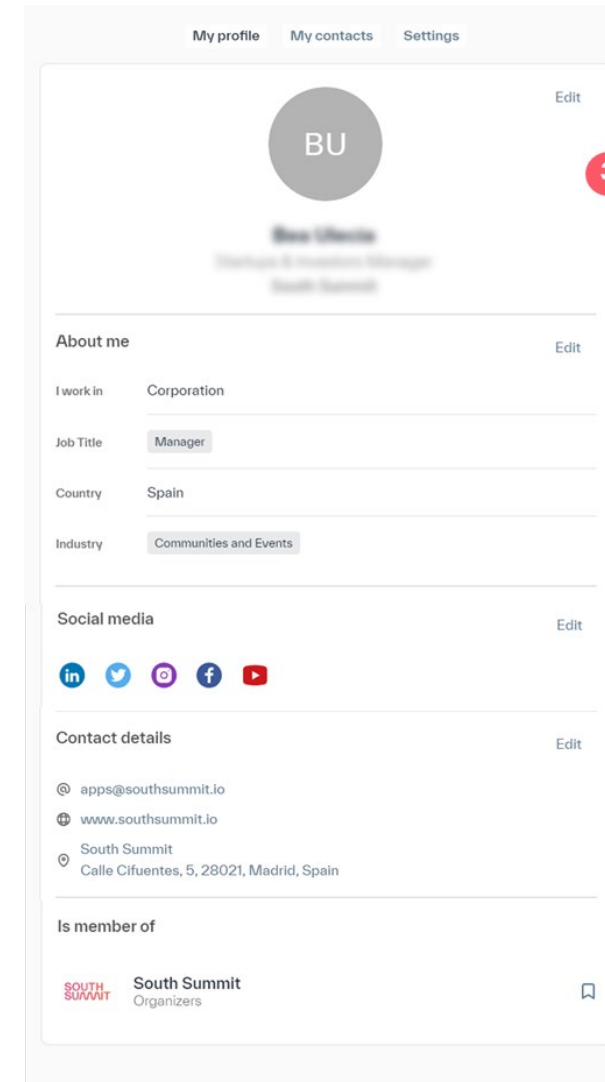 My profile My contacts Settings
Edit
BU
About me Edit
I work in Corporation
Job Title Manager
Country Spain
Industry Communities and Events
Social media Edit
in
Contact details Edit
apps@southsummit.io
www.southsummit.io
South Summit
Calle Cifuentes, 5, 28021, Madrid, Spain
Is member of
SOUTH
SUMMIT
South Summit
Organizers